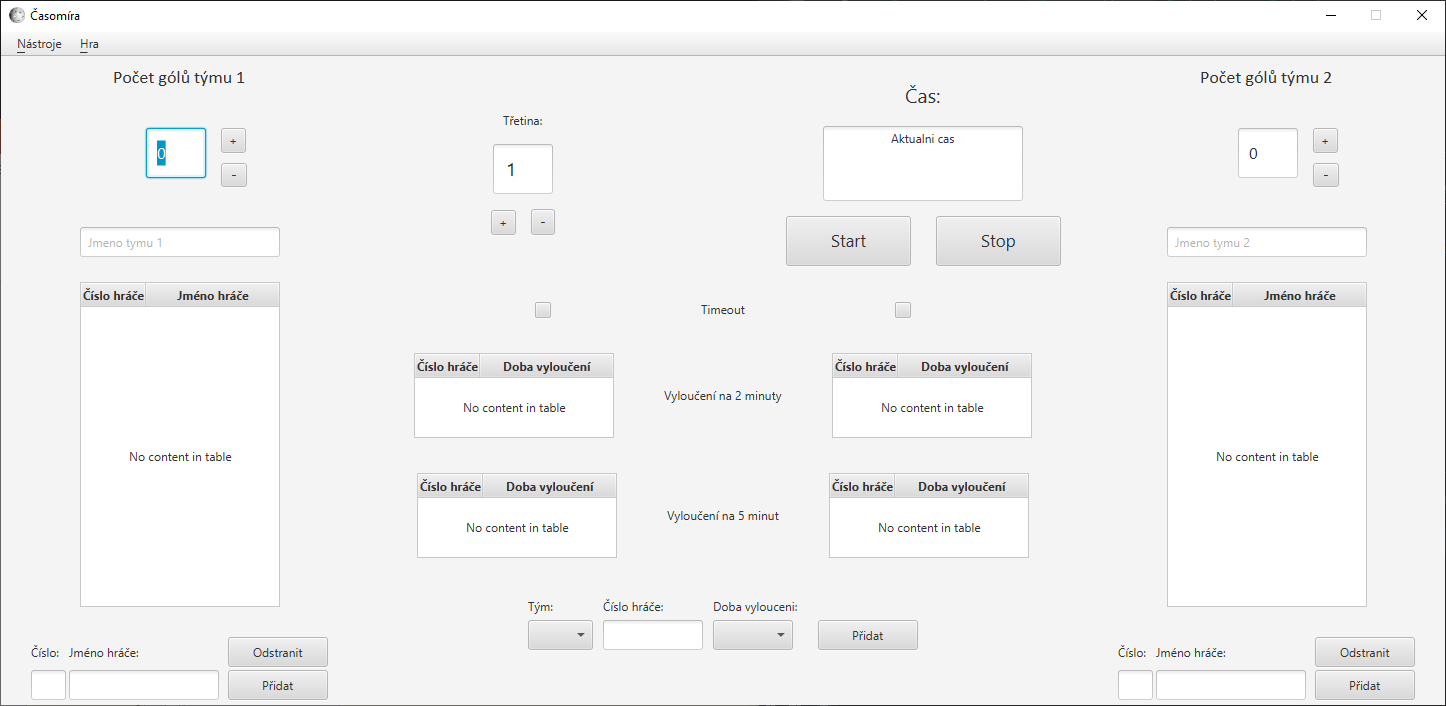 Časomíra
Nástroje Hra
Počet gólů týmu 1
0
+
-
Jmeno tymu 1
Číslo hráče Jméno hráče
No content in table
Číslo: Jméno hráče:
Odstranit
Přidat
Třetina:
1
+ -
Čas:
Aktualni cas
Start Stop
Timeout
Číslo hráče Doba vyloučení
No content in table
Vyloučení na 2 minuty
Číslo hráče Doba vyloučení
No content in table
Číslo hráče Doba vyloučení
No content in table
Vyloučení na 5 minut
Číslo hráče Doba vyloučení
No content in table
Tým: Číslo hráče: Doba vylouceni:
Přidat
Počet gólů týmu 2
0
+
-
Jmeno tymu 2
Číslo hráče Jméno hráče
No content in table
Číslo: Jméno hráče:
Odstranit
Přidat